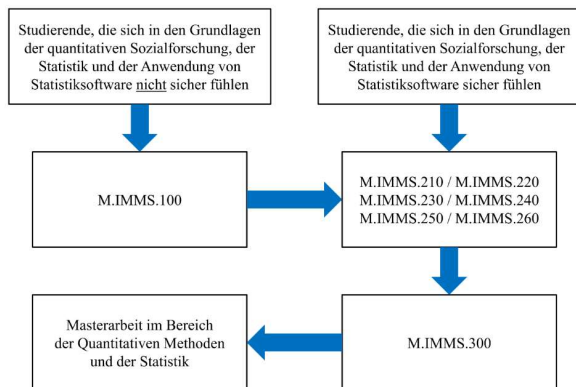 Studierende, die sich in den Grundlagen
der quantitativen Sozialforschung, der
Statistik und der Anwendung von
Statistiksoftware nicht sicher fühlen
Studierende, die sich in den Grundlagen
der quantitativen Sozialforschung, der
Statistik und der Anwendung von
Statistiksoftware sicher fühlen
M.IMMS.100
M.IMMS.210 / M.IMMS.220
M.IMMS.230 / M.IMMS.240
M.IMMS.250 / M.IMMS.260
Masterarbeit im Bereich
der Quantitativen Methoden
und der Statistik
M.IMMS.300